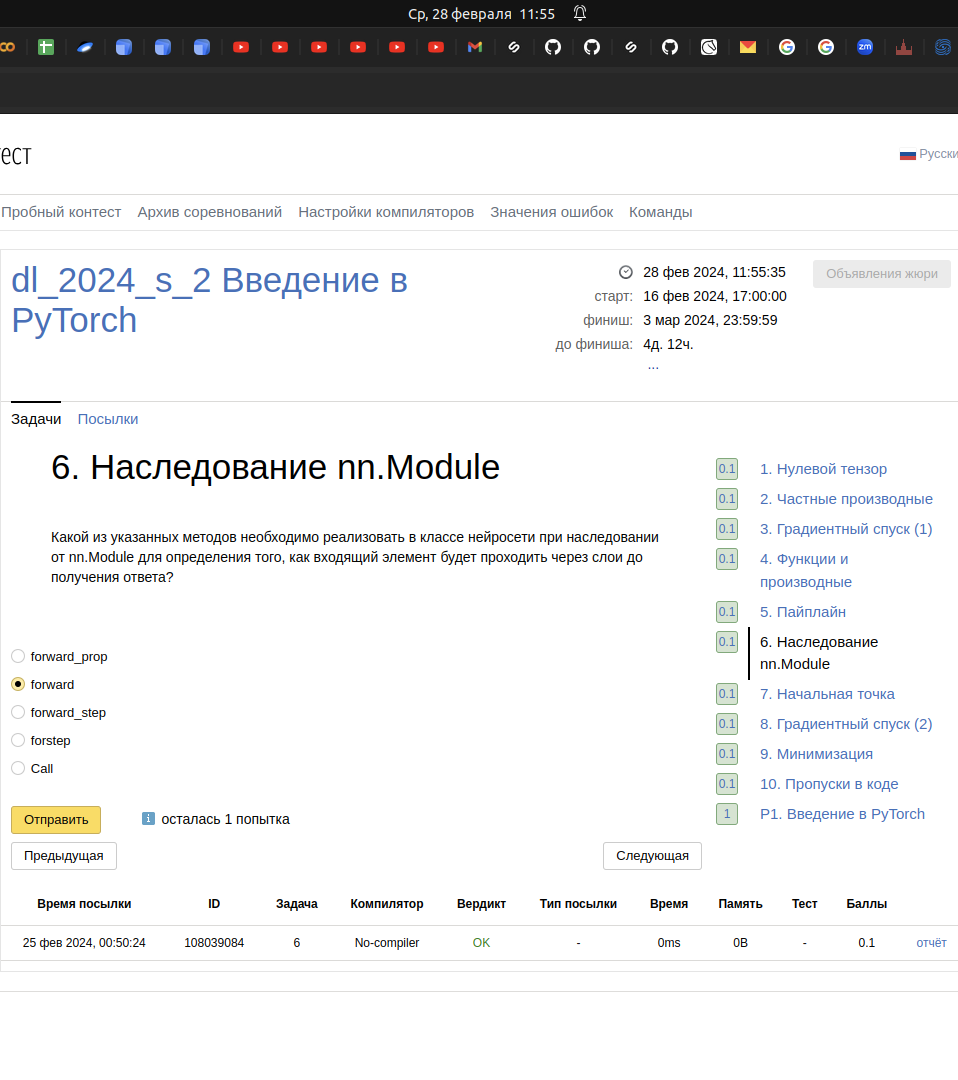 Ср, 28 февраля 11:55
zm
ест
Русски
Пробный контест Архив соревнований Настройки компиляторов Значения ошибок Команды
dl_2024_s_2 Введение в
PyTorch
28 фев 2024, 11:55:35
старт: 16 фев 2024, 17:00:00
финиш: 3 мар 2024, 23:59:59
до финиша: 4д. 12ч.
...
Объявления жюри
Задачи Посылки
6. Наследование nn.Module
Какой из указанных методов необходимо реализовать в классе нейросети при наследовании
от nn.Module для определения того, как входящий элемент будет проходить через слои до
получения ответа?
forward_prop
forward
forward_step
forstep
Call
Отправить
осталась 1 попытка
Предыдущая
Следующая
0.1 1. Нулевой тензор
0.1 2. Частные производные
0.1 3. Градиентный спуск (1)
0.1 4. Функции и
производные
0.1 5. Пайплайн
0.1 6. Наследование
nn.Module
0.1 7. Начальная точка
0.1 8. Градиентный спуск (2)
0.1 9. Минимизация
0.1 10. Пропуски в коде
1 P1. Введение в PyTorch
Время посылки ID Задача Компилятор Вердикт Тип посылки Время Память Тест Баллы
25 фев 2024, 00:50:24 108039084 6 No-compiler OK - 0ms 0B - 0.1 отчёт